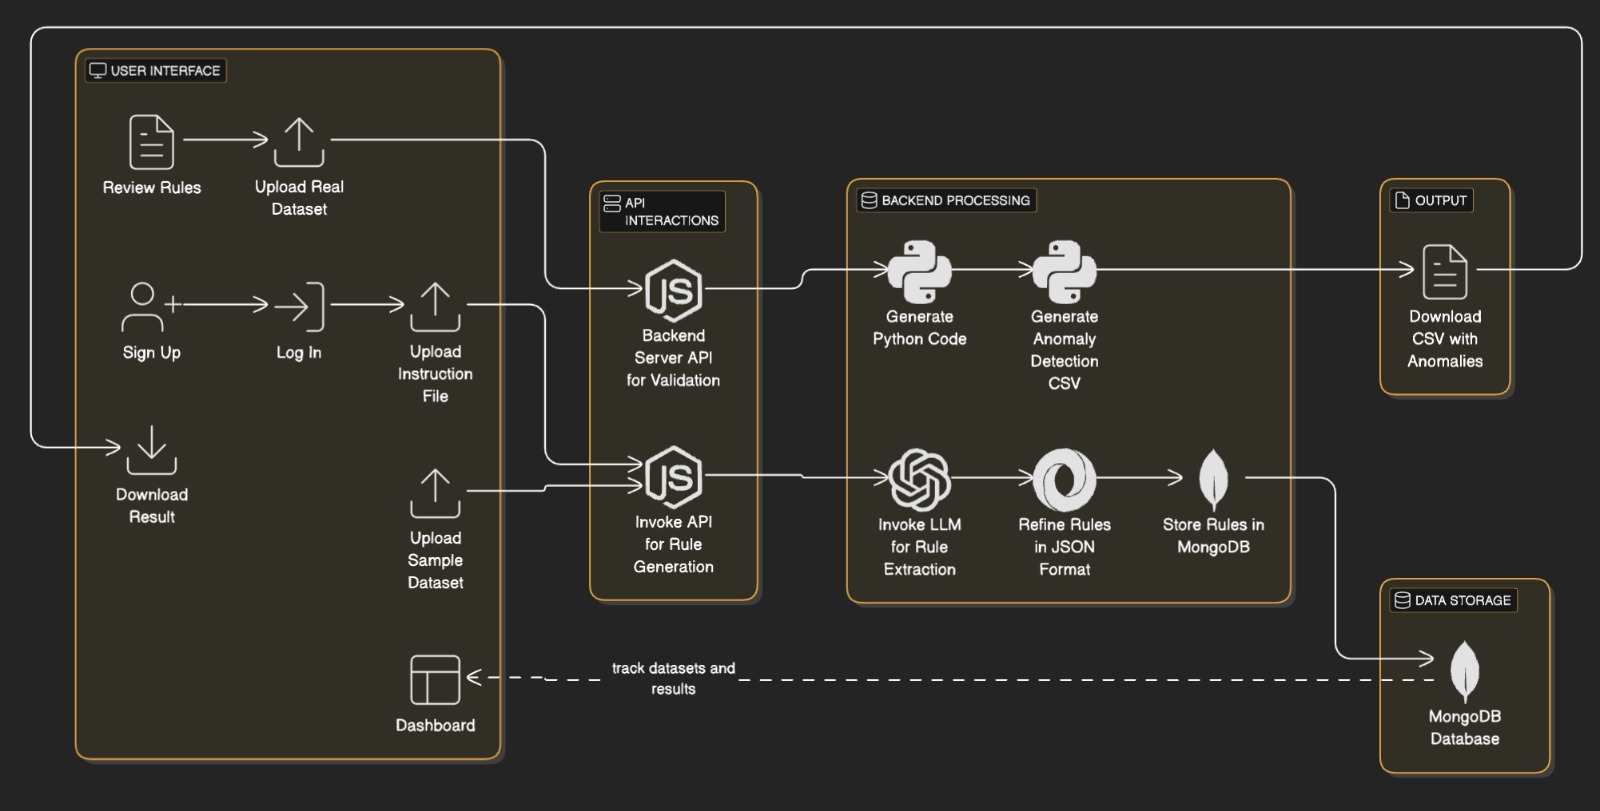 USER INTERFACE
Review Rules
Upload Real
Dataset
Sign Up
Log In
Upload
Instruction
File
Download
Result
Upload
Sample
Dataset
Dashboard
API
INTERACTIONS
JS
Backend
Server API
for Validation
JS
Invoke API
for Rule
Generation
BACKEND PROCESSING
Generate
Python Code
Generate
Anomaly
Detection
CSV
Invoke LLM
for Rule
Extraction
Refine Rules
in JSON
Format
Store Rules in
MongoDB
OUTPUT
Download
CSV with
Anomalies
DATA STORAGE
MongoDB
Database
track datasets and
results